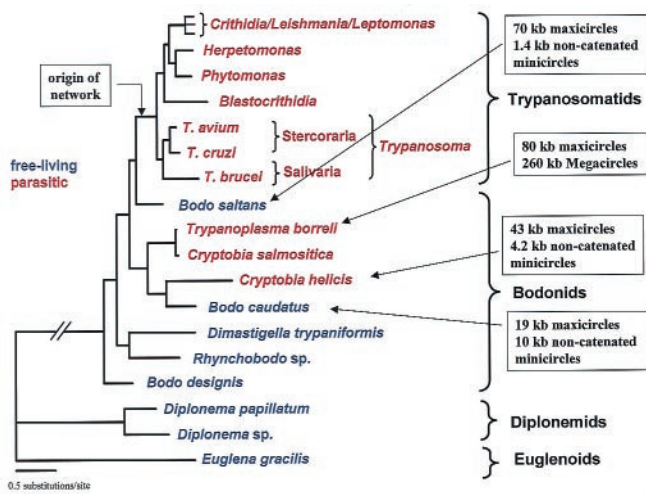 Crithidia/Leishmania/Leptomonas
Herpetomonas
Phytomonas
Blastocrithidia
T. avium
T. cruzi
T. brucei
Stercoraria
Salivaria
Trypanosoma
Bodo saltans
Trypanoplasma borreli
Cryptobia salmositica
Cryptobia helicis
Bodo caudatus
Dimastigella trypaniformis
Rhynchobodo sp.
Bodo designis
Diplonema papillatum
Diplonema sp.
Euglena gracilis
origin of
network
free-living
parasitic
Trypanosomatids
Bodonids
Diplonemids
Euglenoids
70 kb maxicircles
1.4 kb non-catenated
minicircles
80 kb maxicircles
260 kb Megacircles
43 kb maxicircles
4.2 kb non-catenated
minicircles
19 kb maxicircles
10 kb non-catenated
minicircles
0.5 substitutions/site